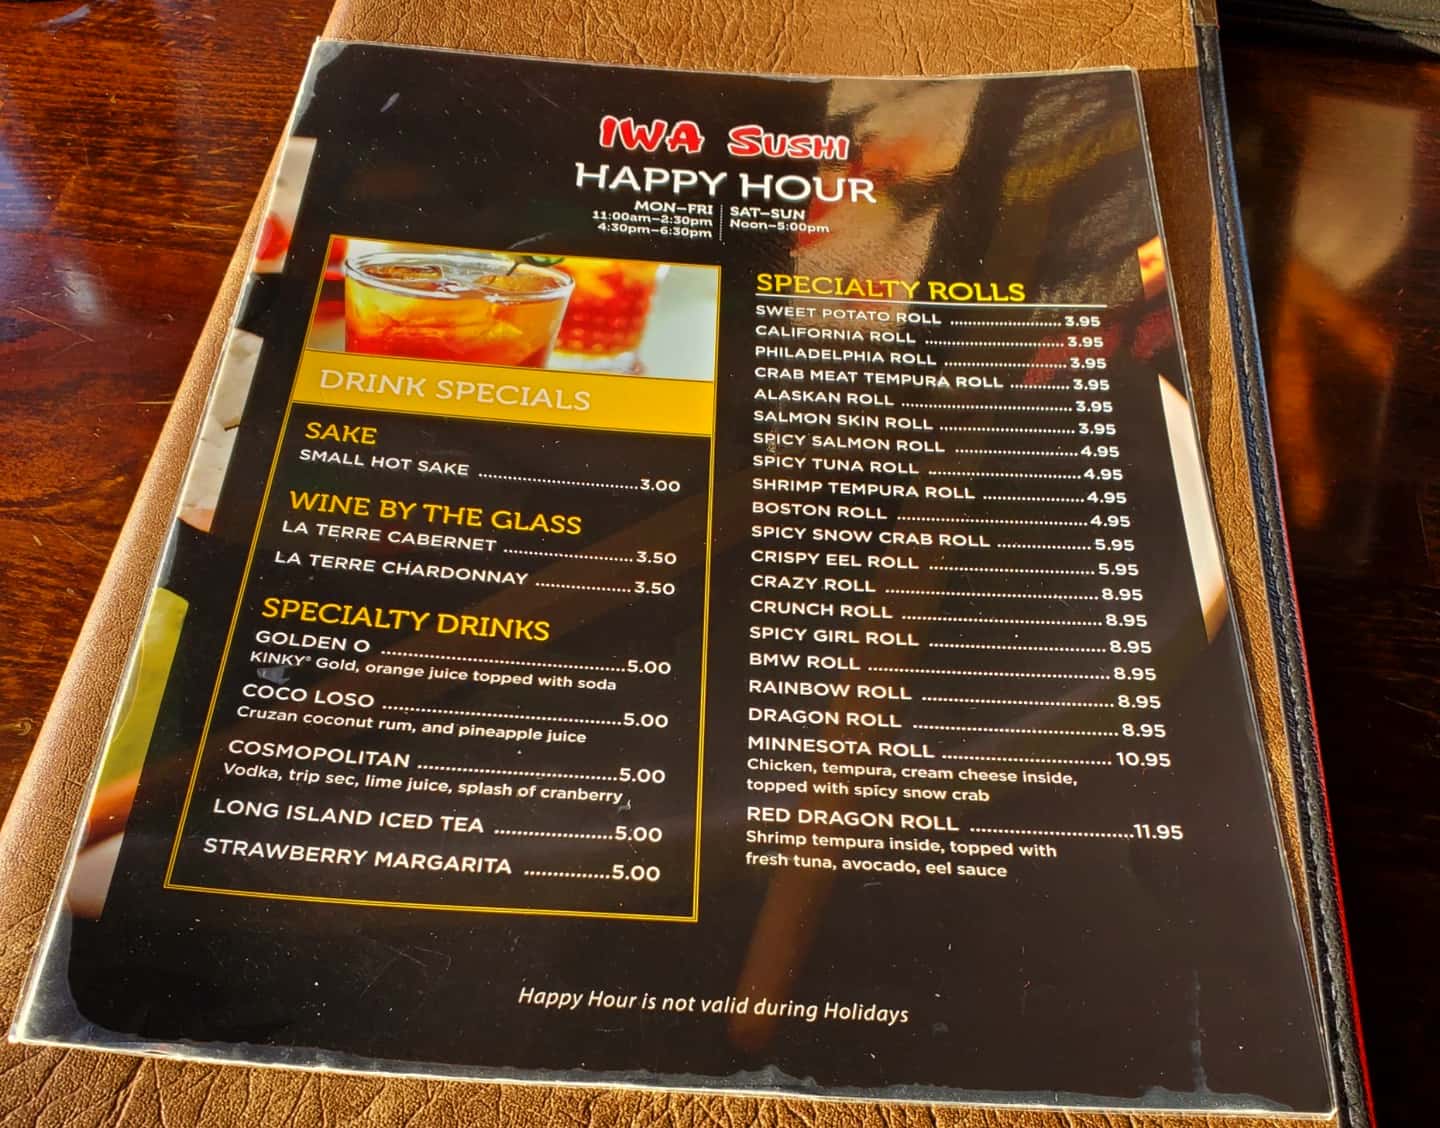 IWA SUSHI
HAPPY HOUR
MON–FRI
11:00am–2:30pm
4:30pm–6:30pm
SAT–SUN
Noon–5:00pm
DRINK SPECIALS
SAKE
SMALL HOT SAKE ........ 3.00
WINE BY THE GLASS
LA TERRE CABERNET ........ 3.50
LA TERRE CHARDONNAY ........ 3.50
SPECIALTY DRINKS
GOLDEN O ........ 5.00
KINKY® Gold, orange juice topped with soda
COCO LOSO ........ 5.00
Cruzan coconut rum, and pineapple juice
COSMOPOLITAN ........ 5.00
Vodka, trip sec, lime juice, splash of cranberry
LONG ISLAND ICED TEA ........ 5.00
STRAWBERRY MARGARITA ........ 5.00
SPECIALTY ROLLS
SWEET POTATO ROLL ........ 3.95
CALIFORNIA ROLL ........ 3.95
PHILADELPHIA ROLL ........ 3.95
CRAB MEAT TEMPURA ROLL ........ 3.95
ALASKAN ROLL ........ 3.95
SALMON SKIN ROLL ........ 3.95
SPICY SALMON ROLL ........ 4.95
SPICY TUNA ROLL ........ 4.95
SHRIMP TEMPURA ROLL ........ 4.95
BOSTON ROLL ........ 4.95
SPICY SNOW CRAB ROLL ........ 5.95
CRISPY EEL ROLL ........ 5.95
CRAZY ROLL ........ 8.95
CRUNCH ROLL ........ 8.95
SPICY GIRL ROLL ........ 8.95
BMW ROLL ........ 8.95
RAINBOW ROLL ........ 8.95
DRAGON ROLL ........ 8.95
MINNESOTA ROLL ........ 10.95
Chicken, tempura, cream cheese inside,
topped with spicy snow crab
RED DRAGON ROLL ........ 11.95
Shrimp tempura inside, topped with
fresh tuna, avocado, eel sauce
Happy Hour is not valid during Holidays